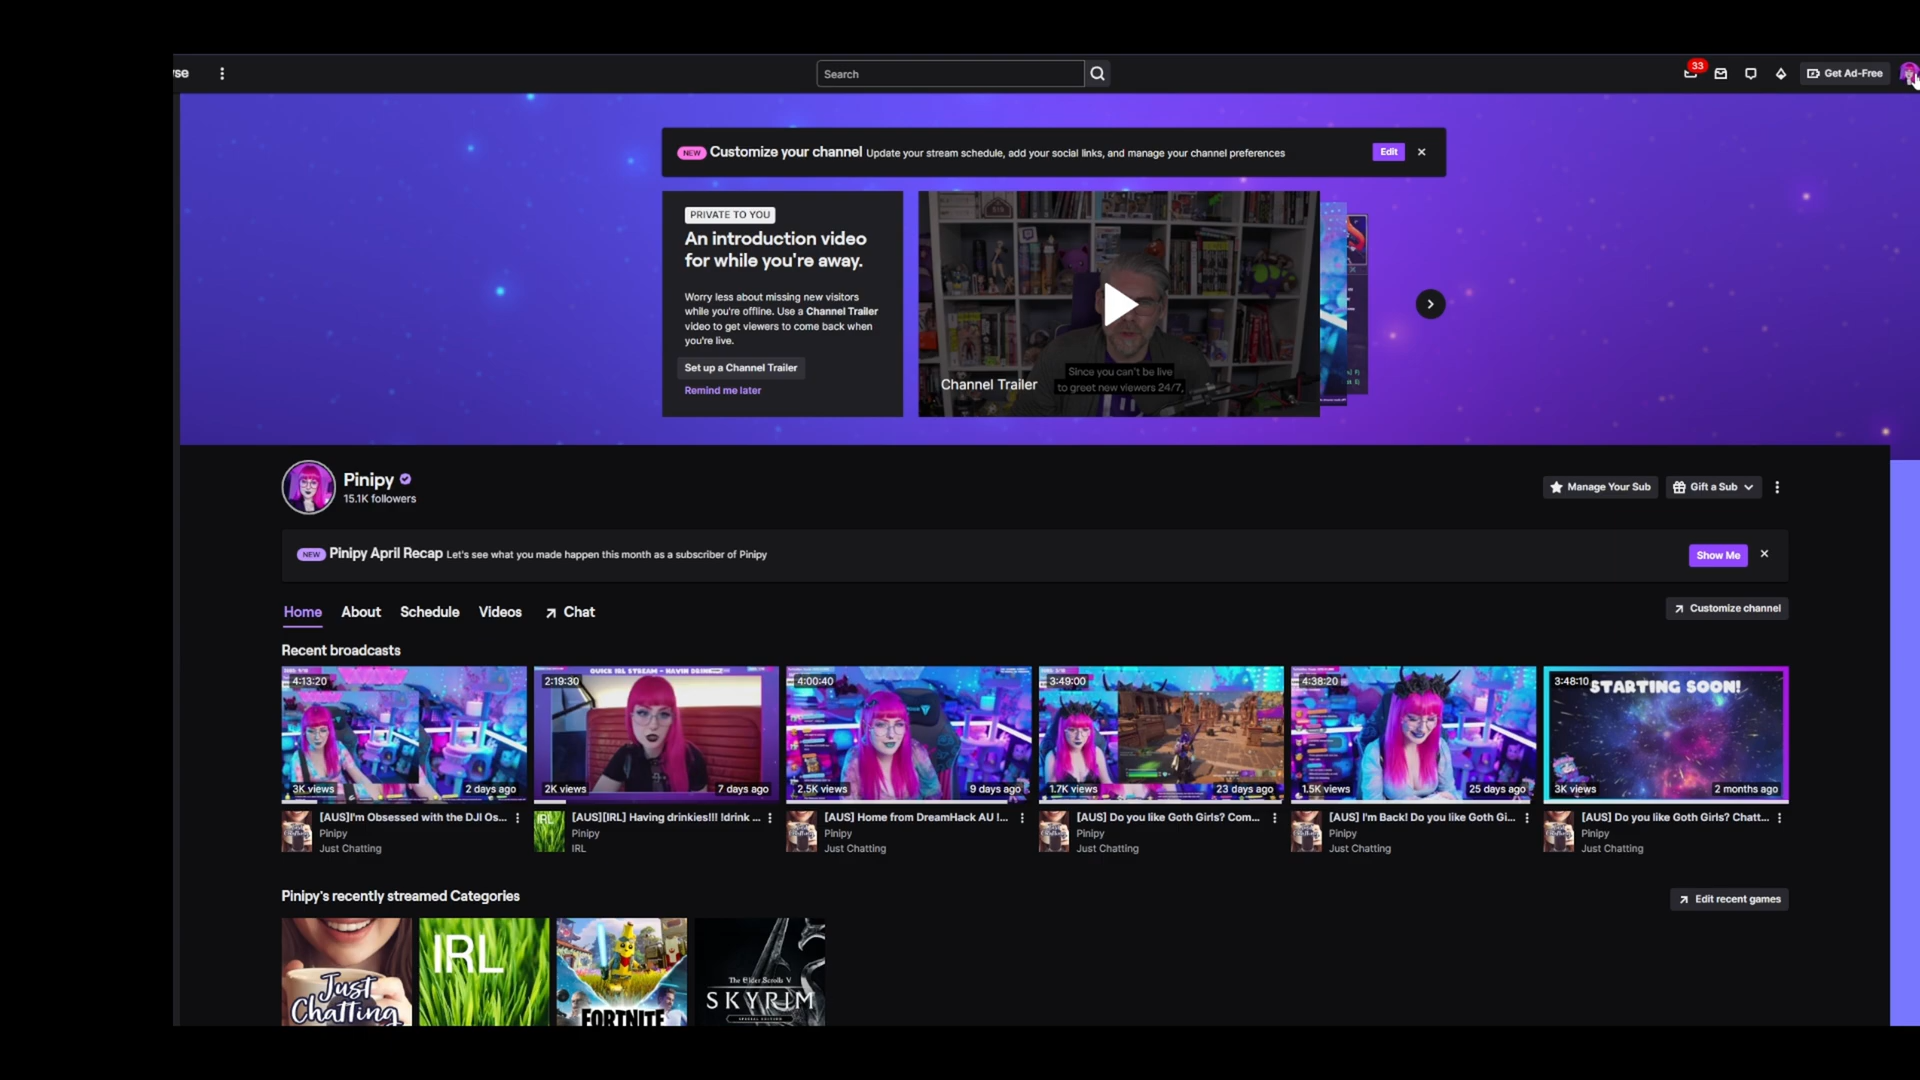 wse
Search
33
Get Ad-Free
NEW Customize your channel Update your stream schedule, add your social links, and manage your channel preferences
Edit
PRIVATE TO YOU
An introduction video
for while you're away.
Worry less about missing new visitors
while you're offline. Use a Channel Trailer
video to get viewers to come back when
you're live.
Set up a Channel Trailer
Remind me later
Channel Trailer
Since you can't be live
to greet new viewers 24/7,
Pinipy
15.1K followers
Manage Your Sub
Gift a Sub
NEW Pinipy April Recap Let's see what you made happen this month as a subscriber of Pinipy
Show Me
Home About Schedule Videos Chat
Customize channel
Recent broadcasts
4:13:20
3K views
2 days ago
[AUS]I'm Obsessed with the DJI Os...
Pinipy
Just Chatting
2:19:30
2K views
7 days ago
IRL
[AUS][IRL] Having drinkies!!! !drink ...
Pinipy
IRL
4:00:40
2.5K views
9 days ago
[AUS] Home from DreamHack AU !...
Pinipy
Just Chatting
3:49:00
1.7K views
23 days ago
[AUS] Do you like Goth Girls? Com...
Pinipy
Just Chatting
4:38:20
1.5K views
25 days ago
[AUS] I'm Back! Do you like Goth Gi...
Pinipy
Just Chatting
3:48:10
STARTING SOON!
3K views
2 months ago
[AUS] Do you like Goth Girls? Chatt...
Pinipy
Just Chatting
Pinipy's recently streamed Categories
Edit recent games
Just
Chatting
IRL
FORTNITE
The Elder Scrolls V
SKYRIM
SPECIAL EDITION